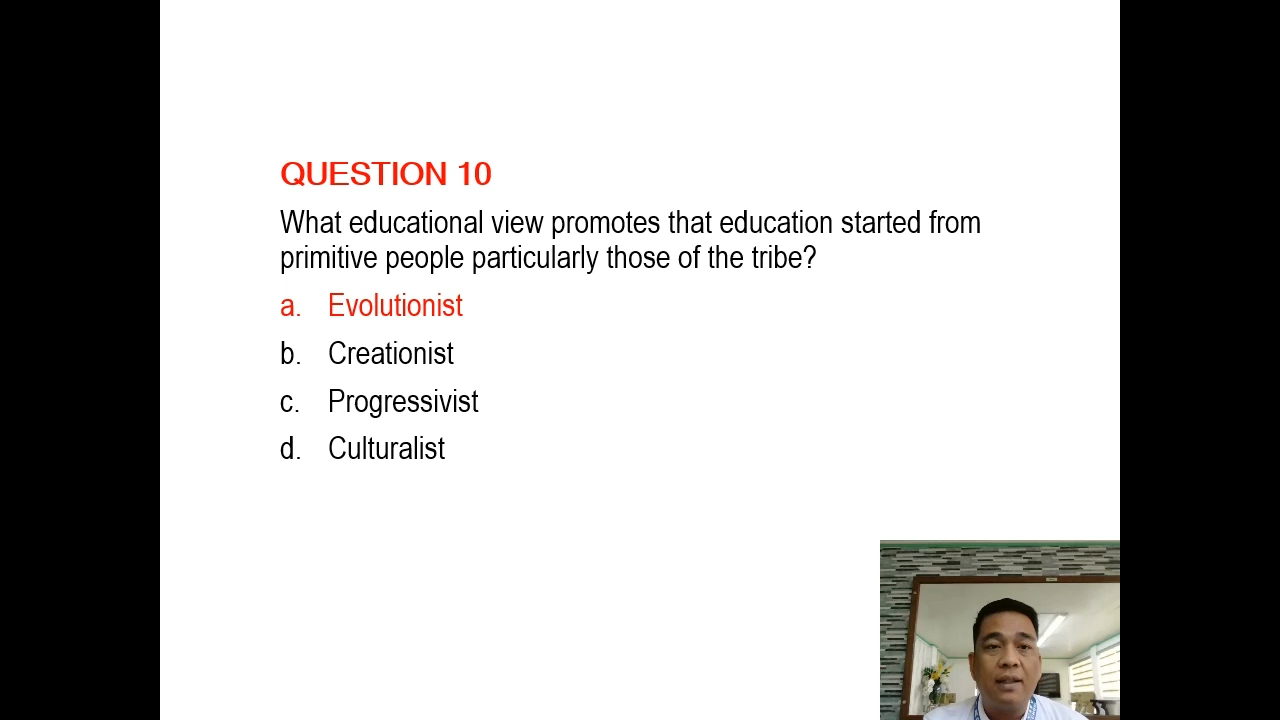 QUESTION 10
What educational view promotes that education started from
primitive people particularly those of the tribe?
a. Evolutionist
b. Creationist
c. Progressivist
d. Culturalist